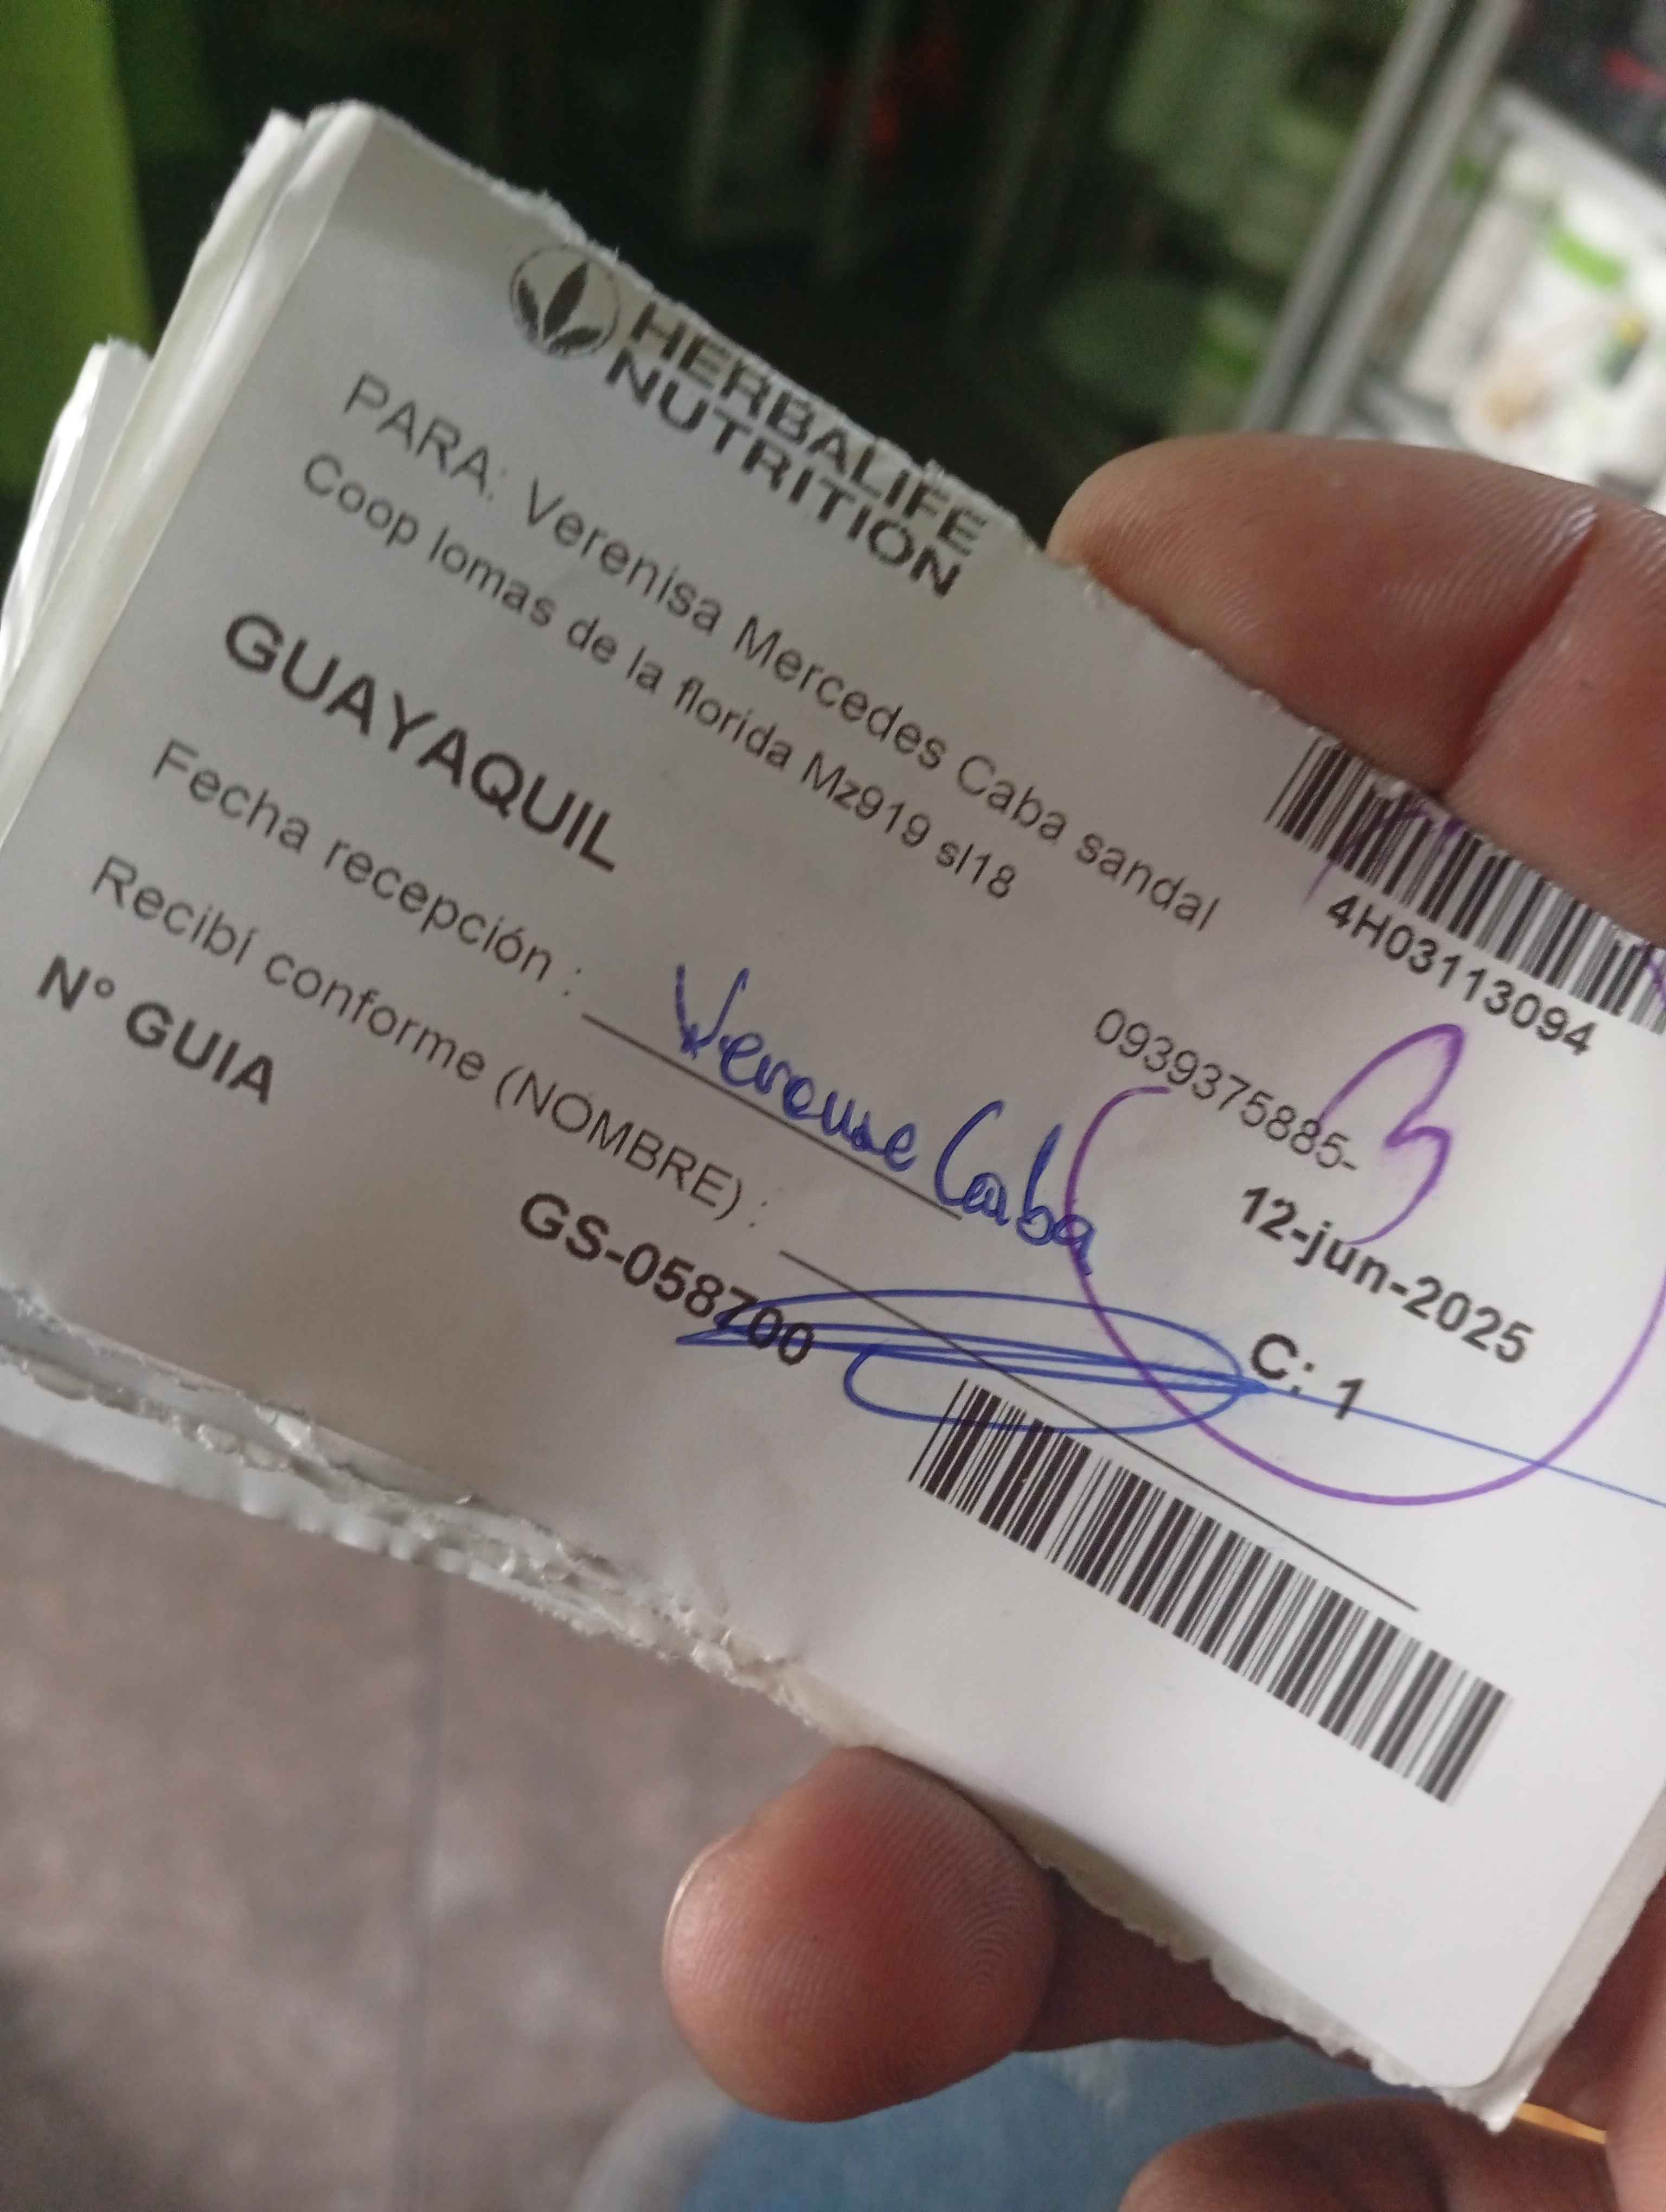 HERBALIFE
NUTRITION
PARA: Verenisa Mercedes Caba sandal
4H03113094
Coop lomas de la florida Mz919 sl18
0939375885-
GUAYAQUIL
12-jun-2025
Fecha recepción :
Caba
C: 1
Recibí conforme (NOMBRE) :
N° GUIA
GS-058700